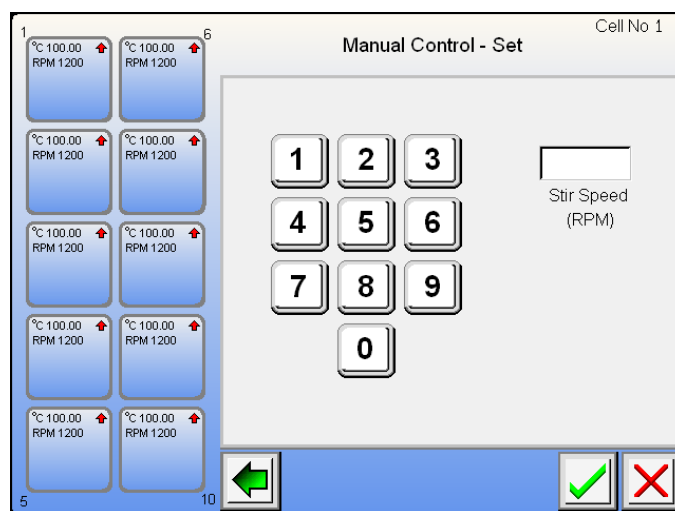 1
6
°C 100.00
RPM 1200
°C 100.00
RPM 1200
°C 100.00
RPM 1200
°C 100.00
RPM 1200
°C 100.00
RPM 1200
°C 100.00
RPM 1200
°C 100.00
RPM 1200
°C 100.00
RPM 1200
°C 100.00
RPM 1200
°C 100.00
RPM 1200
5
10
Cell No 1
Manual Control - Set
1 2 3
4 5 6
7 8 9
0
Stir Speed
(RPM)